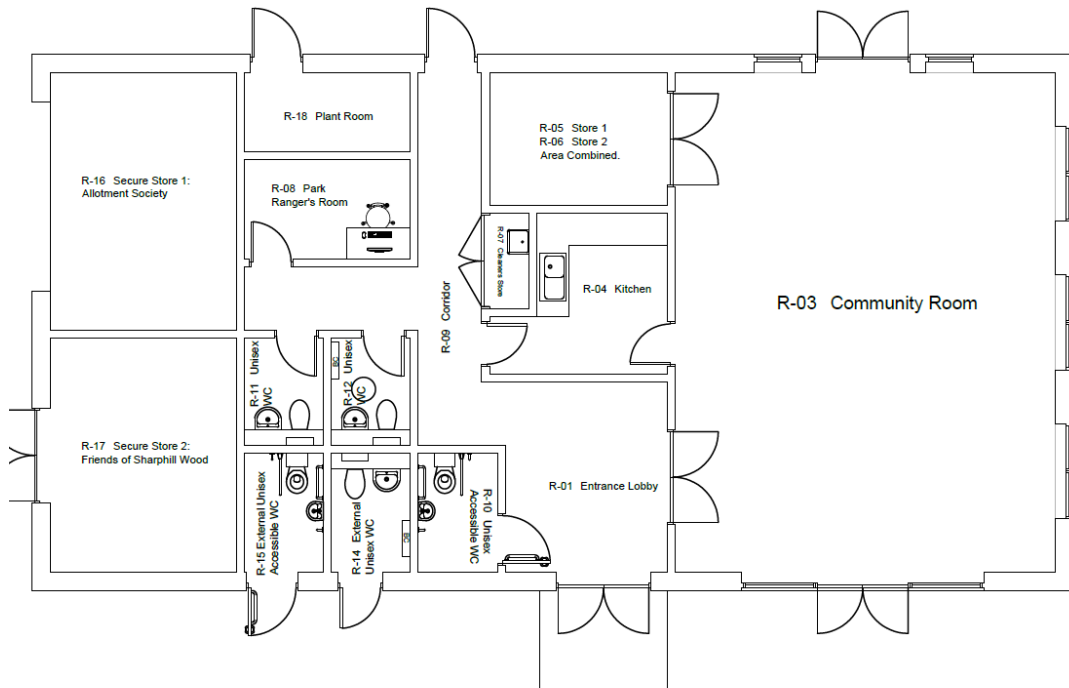 R-18 Plant Room
R-05 Store 1
R-06 Store 2
Area Combined.
R-16 Secure Store 1:
Allotment Society
R-08 Park
Ranger's Room
R-07 Cleaners Store
R-04 Kitchen
R-03 Community Room
R-09 Corridor
R-11 Unisex
WC
BC
R-12 Unisex
WC
R-17 Secure Store 2:
Friends of Sharphill Wood
R-01 Entrance Lobby
R-15 External Unisex
Accessible WC
R-14 External
Unisex WC
BC
R-10 Unisex
Accessible WC